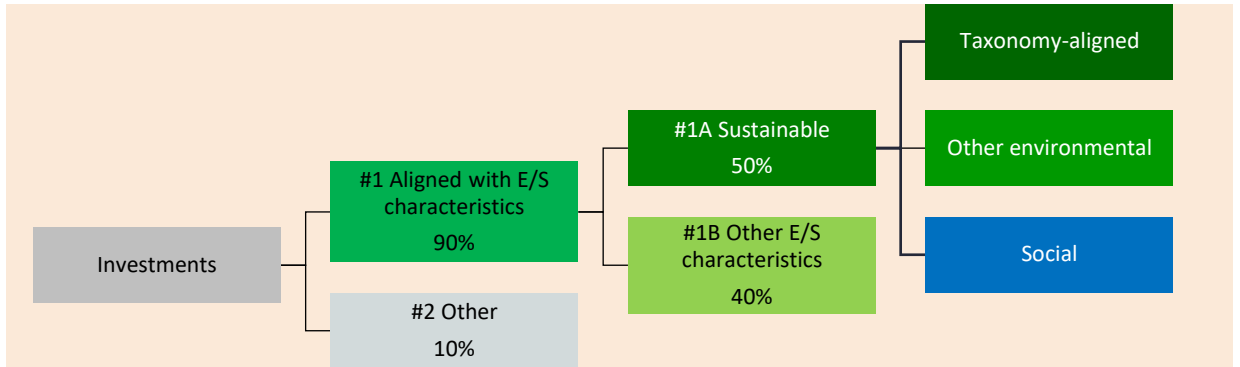 Investments
#1 Aligned with E/S
characteristics
90%
#2 Other
10%
#1A Sustainable
50%
#1B Other E/S
characteristics
40%
Taxonomy-aligned
Other environmental
Social